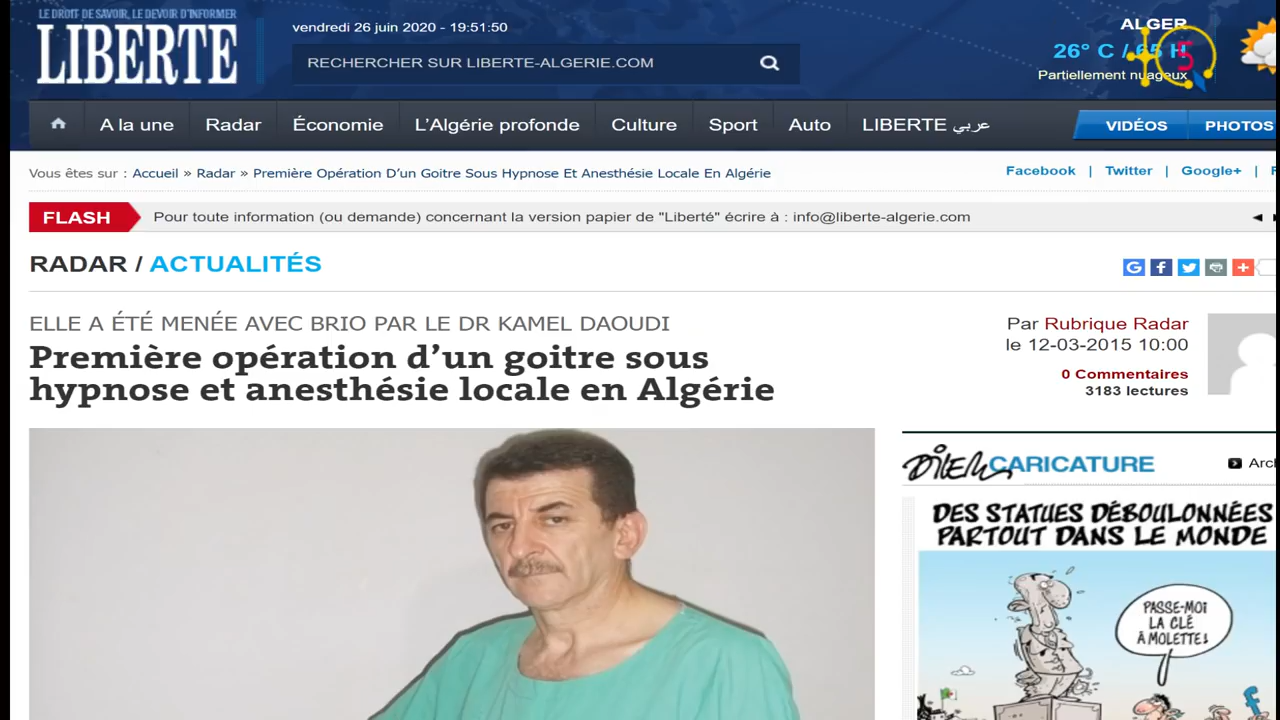 LE DROIT DE SAVOIR, LE DEVOIR D'INFORMER
LIBERTE
vendredi 26 juin 2020 - 19:51:50
RECHERCHER SUR LIBERTE-ALGERIE.COM
ALGER
26° C / 65 H
Partiellement nuageux
5
A la une
Radar
Économie
L'Algérie profonde
Culture
Sport
Auto
LIBERTE عربي
VIDÉOS
PHOTOS
Vous êtes sur : Accueil » Radar » Première Opération D'un Goitre Sous Hypnose Et Anesthésie Locale En Algérie
Facebook | Twitter | Google+ |
FLASH
Pour toute information (ou demande) concernant la version papier de "Liberté" écrire à : info@liberte-algerie.com
RADAR / ACTUALITÉS
ELLE A ÉTÉ MENÉE AVEC BRIO PAR LE DR KAMEL DAOUDI
Première opération d'un goitre sous
hypnose et anesthésie locale en Algérie
Par Rubrique Radar
le 12-03-2015 10:00
0 Commentaires
3183 lectures
DILEM CARICATURE
Arc
DES STATUES DÉBOULONNÉES
PARTOUT DANS LE MONDE
PASSE-MOI
LA CLÉ
À MOLETTE!